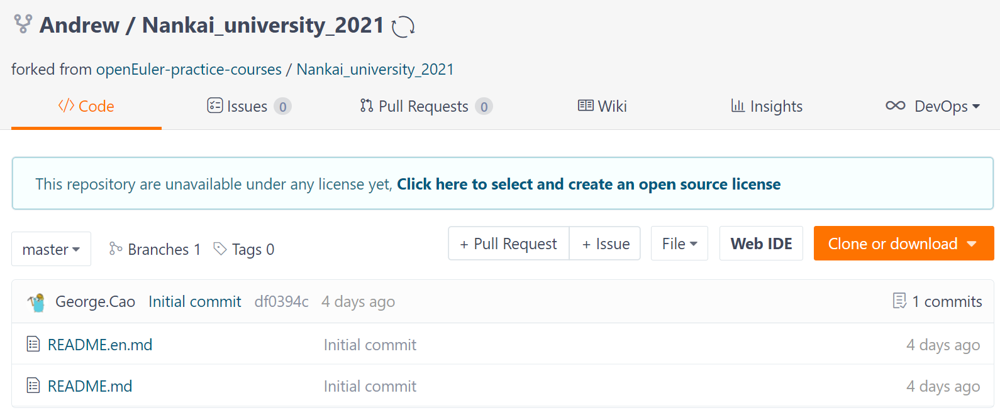 Andrew / Nankai_university_2021
forked from openEuler-practice-courses / Nankai_university_2021
Code Issues 0 Pull Requests 0 Wiki Insights DevOps
This repository are unavailable under any license yet, Click here to select and create an open source license
master Branches 1 Tags 0 + Pull Request + Issue File Web IDE Clone or download
George.Cao Initial commit df0394c 4 days ago 1 commits
README.en.md Initial commit 4 days ago
README.md Initial commit 4 days ago